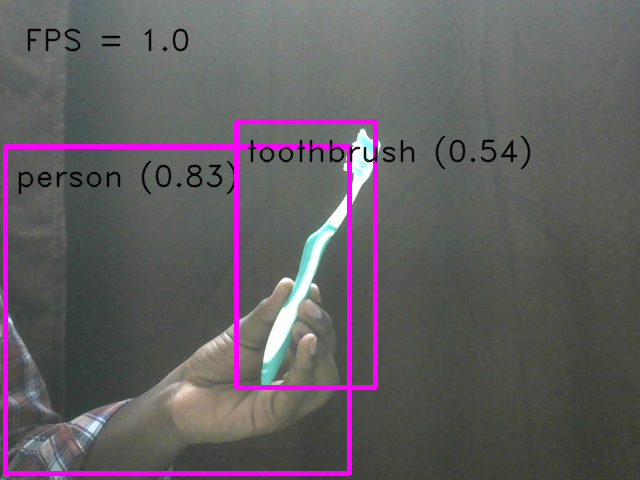 FPS = 1.0
toothbrush (0.54)
person (0.83)